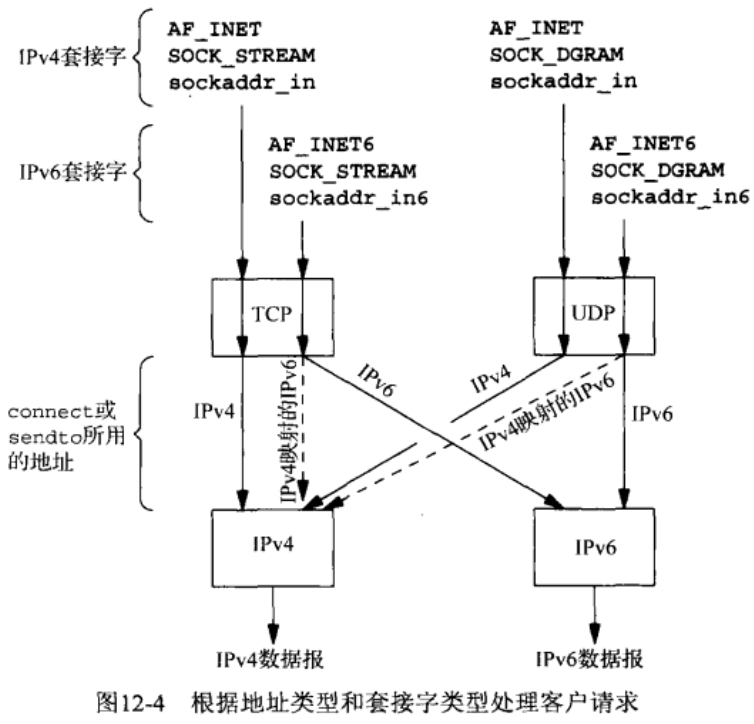 IPv4套接字
AF_INET
SOCK_STREAM
sockaddr_in
AF_INET
SOCK_DGRAM
sockaddr_in
IPv6套接字
AF_INET6
SOCK_STREAM
sockaddr_in6
AF_INET6
SOCK_DGRAM
sockaddr_in6
TCP
UDP
connect或
sendto所用
的地址
IPv4
IPv4映射的IPv6
IPv6
IPv4
IPv4映射的IPv6
IPv6
IPv4
IPv6
IPv4数据报
IPv6数据报
图12-4 根据地址类型和套接字类型处理客户请求